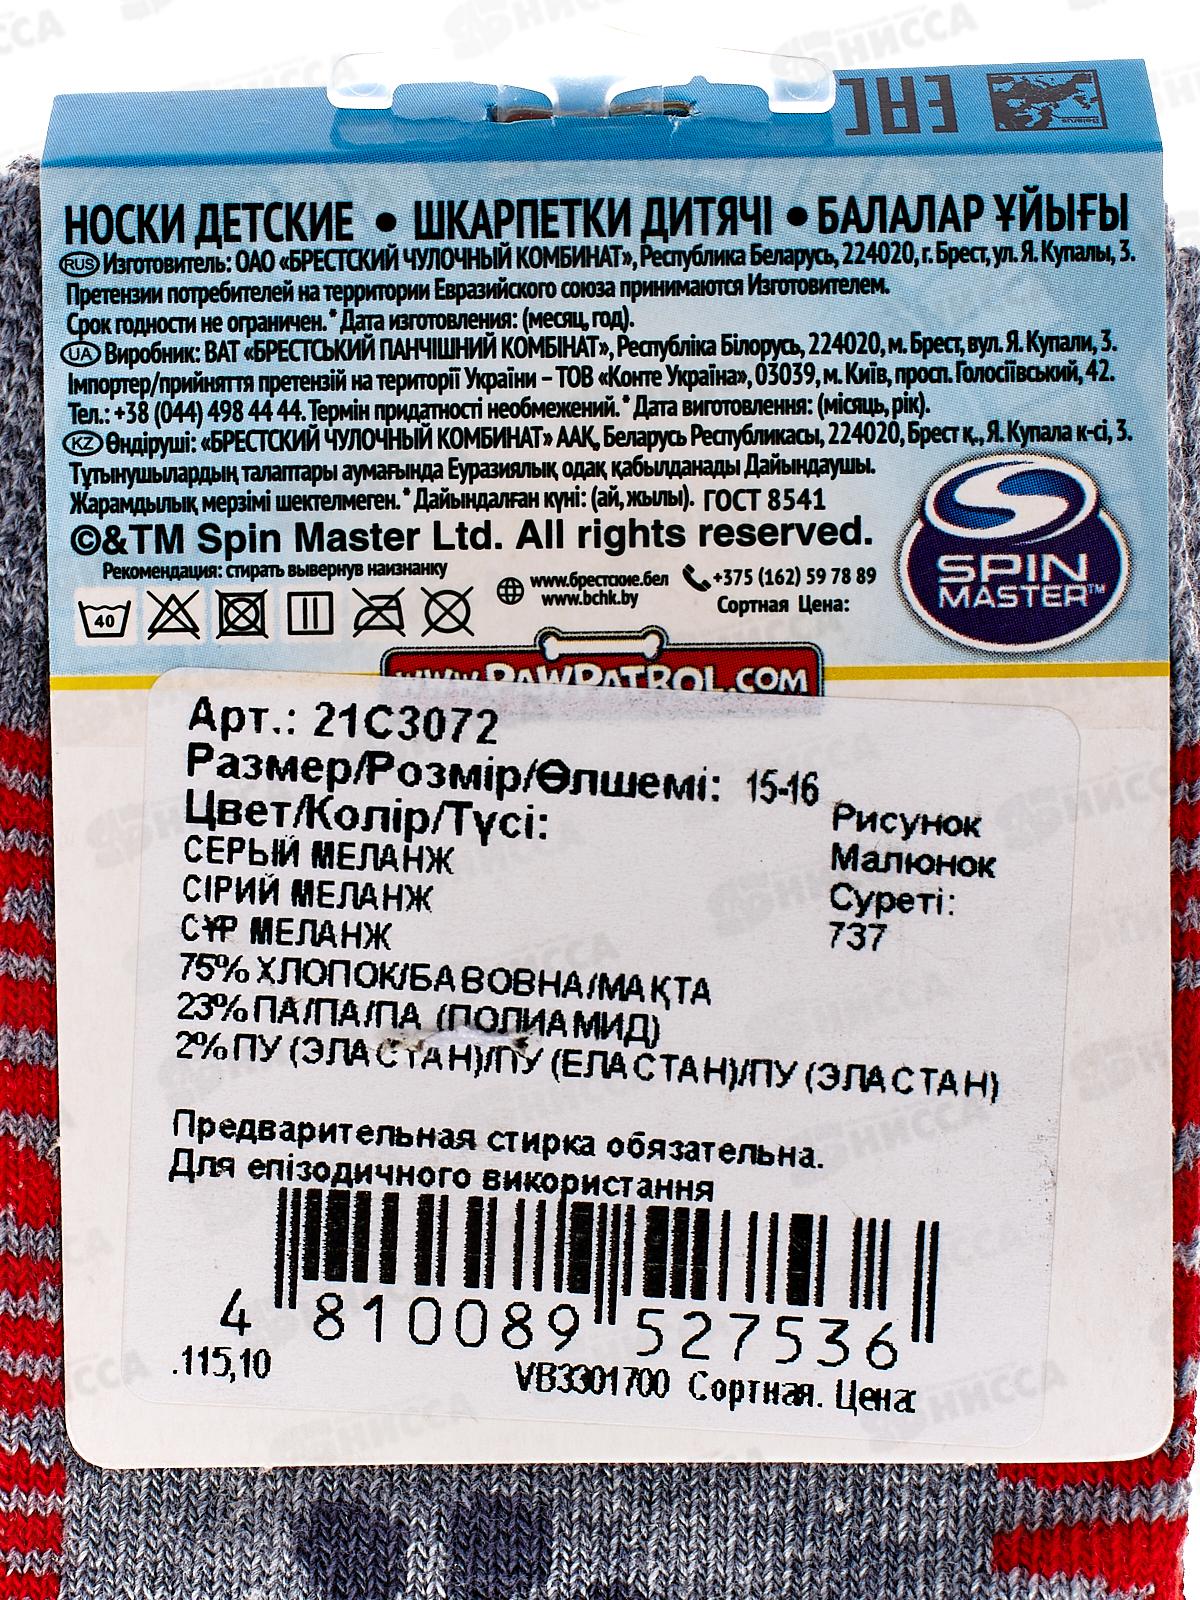 ЕАС
Belarus
НОСКИ ДЕТСКИЕ • ШКАРПЕТКИ ДИТЯЧІ • БАЛАЛАР ҰЙЫҒЫ
RUS Изготовитель: ОАО «БРЕСТСКИЙ ЧУЛОЧНЫЙ КОМБИНАТ», Республика Беларусь, 224020, г. Брест, ул. Я. Купалы, 3.
Претензии потребителей на территории Евразийского союза принимаются Изготовителем.
Срок годности не ограничен. * Дата изготовления: (месяц, год).
UA Виробник: ВАТ «БРЕСТСЬКИЙ ПАНЧІШНИЙ КОМБІНАТ», Республіка Білорусь, 224020, м. Брест, вул. Я. Купали, 3.
Імпортер/прийняття претензій на території України – ТОВ «Конте Україна», 03039, м. Київ, просп. Голосіївський, 42.
Тел.: +38 (044) 498 44 44. Термін придатності необмежений. * Дата виготовлення: (місяць, рік).
KZ Өндіруші: «БРЕСТСКИЙ ЧУЛОЧНЫЙ КОМБИНАТ» ААҚ, Беларусь Республикасы, 224020, Брест қ., Я. Купала к-сі, 3.
Тұтынушылардың талаптары аумағында Еуразиялық одақ қабылданады Дайындаушы.
Жарамдылық мерзімі шектелмеген. * Дайындалған күні: (ай, жылы). ГОСТ 8541
©&TM Spin Master Ltd. All rights reserved.
Рекомендация: стирать вывернув наизнанку
40
www.брестские.бел
www.bchk.by
+375 (162) 59 78 89
Сортная Цена:
SPIN
MASTER™
www.PAWPATROL.COM
Арт.: 21С3072
Размер/Розмір/Өлшемі: 15-16
Цвет/Колір/Түсі:
СЕРЫЙ МЕЛАНЖ
СІРИЙ МЕЛАНЖ
СҰР МЕЛАНЖ
Рисунок
Малюнок
Суреті:
737
75% ХЛОПОК/БАВОВНА/МАҚТА
23% ПА/ПА/ПА (ПОЛИАМИД)
2% ПУ (ЭЛАСТАН)/ПУ (ЕЛАСТАН)/ПУ (ЭЛАСТАН)
Предварительная стирка обязательна.
Для епізодичного використання
4 810089 527536
.115,10
VB3301700 Сортная. Цена:
ЯБНИССА